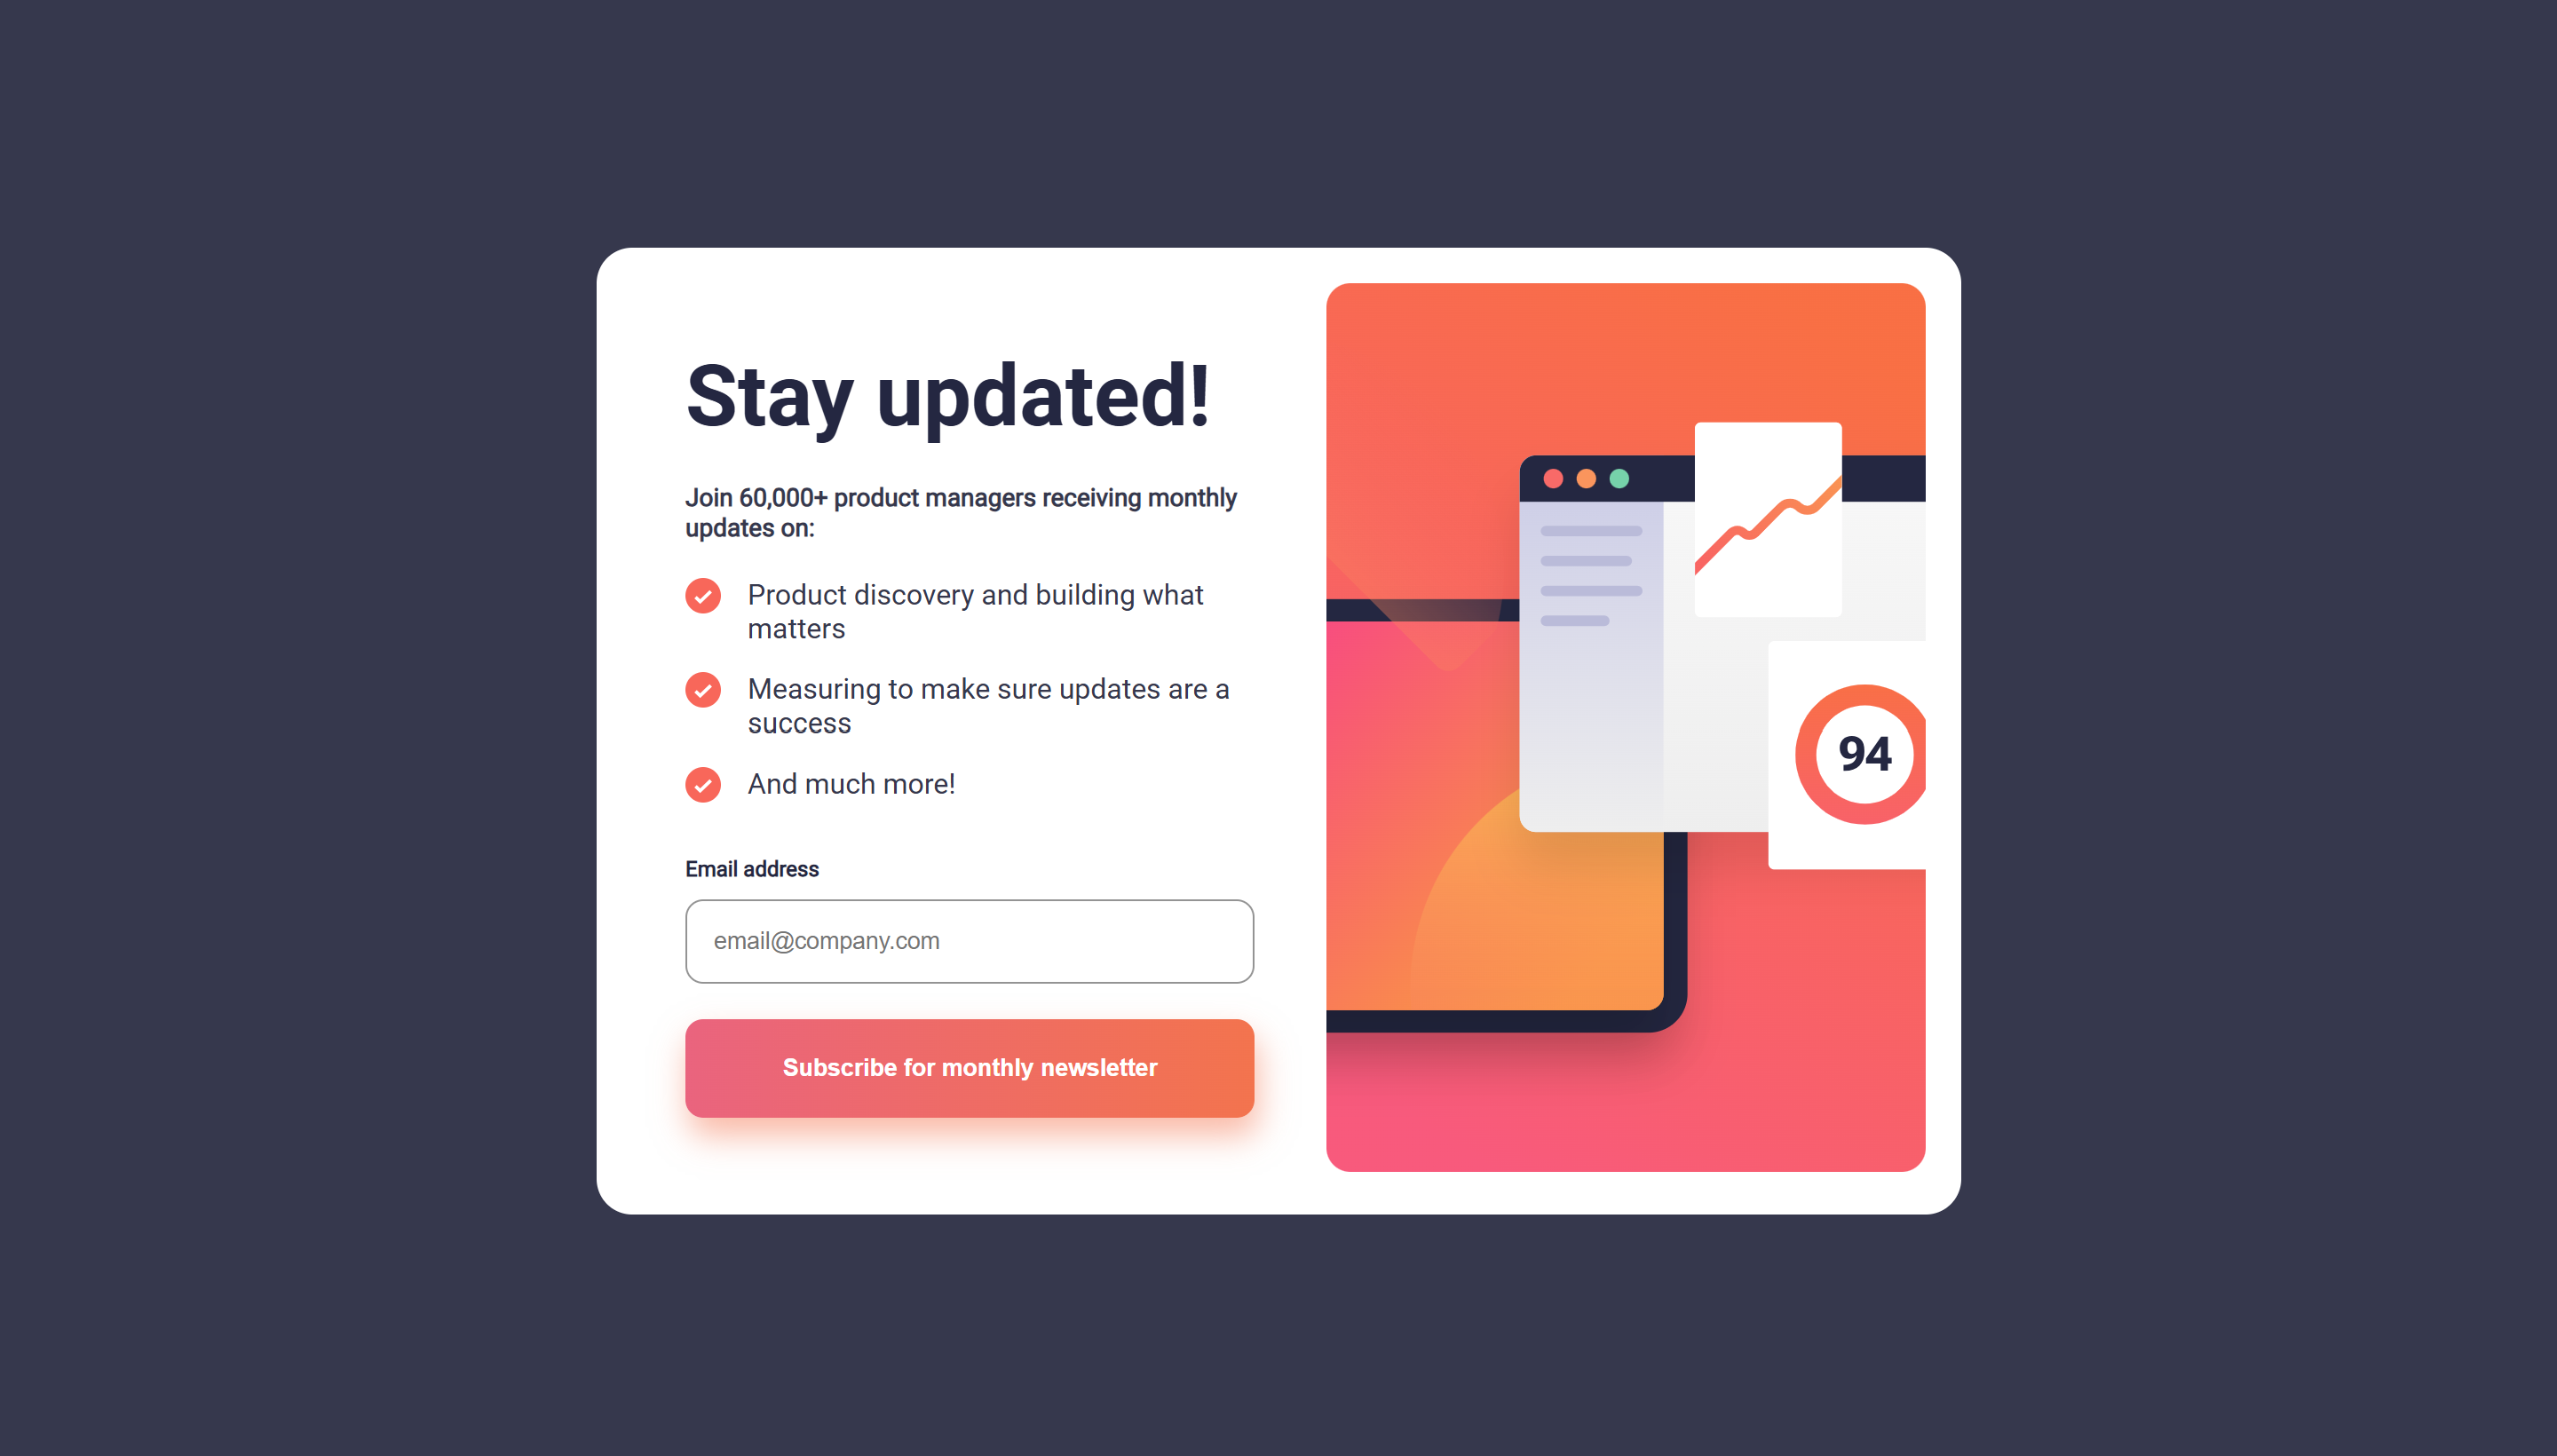 Stay updated!
Join 60,000+ product managers receiving monthly
updates on:
Product discovery and building what
matters
Measuring to make sure updates are a
success
And much more!
Email address
email@company.com
Subscribe for monthly newsletter
94